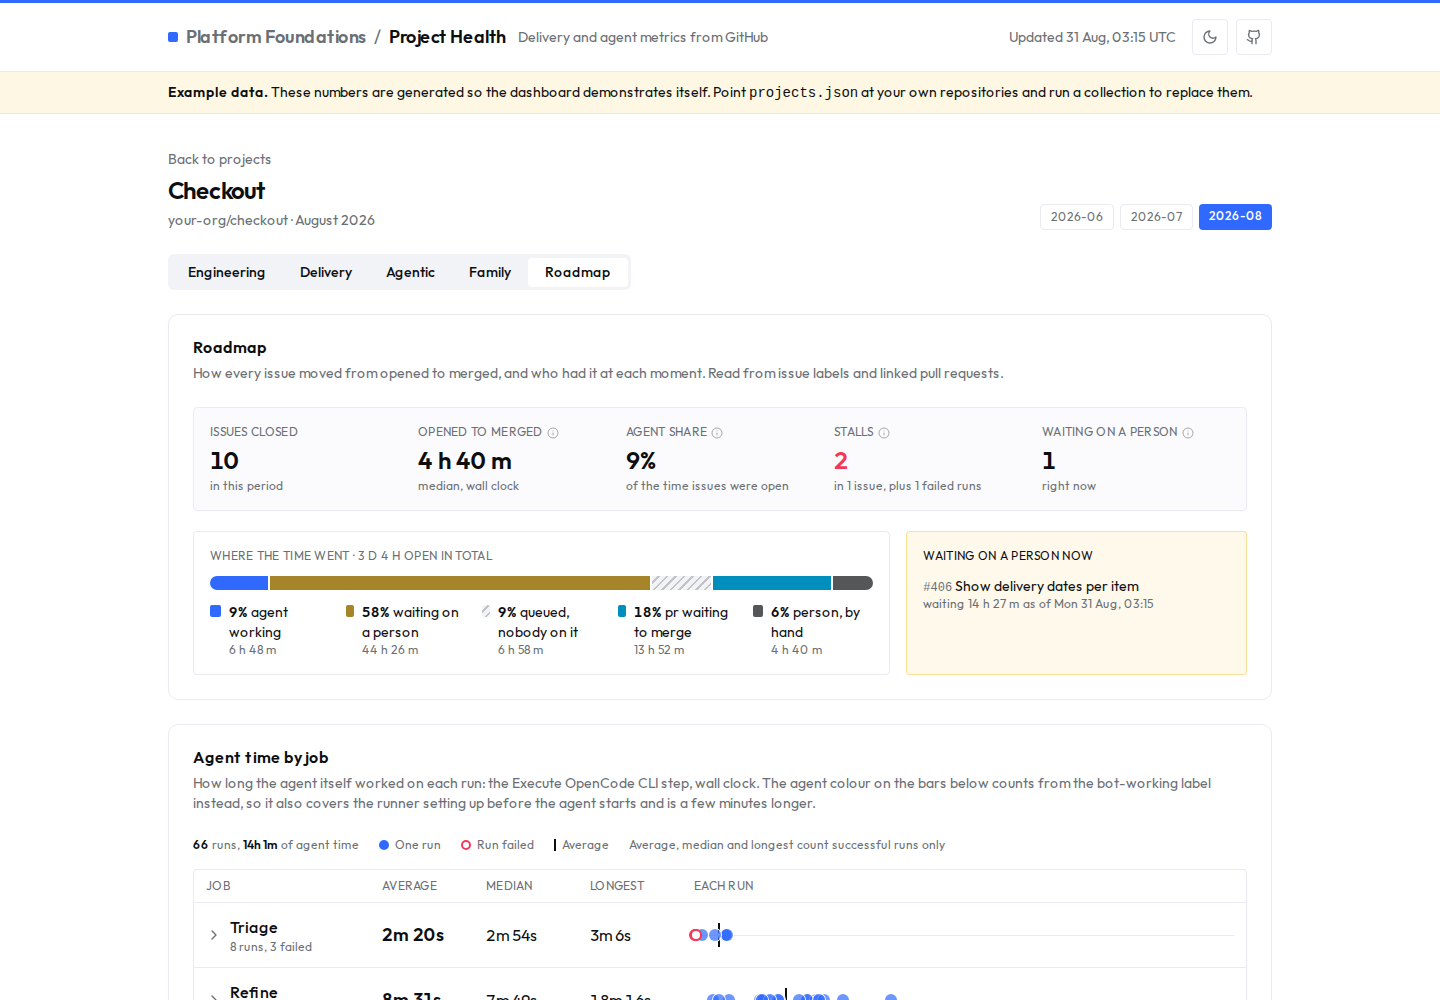 Platform Foundations / Project Health Delivery and agent metrics from GitHub Updated 31 Aug, 03:15 UTC
Example data. These numbers are generated so the dashboard demonstrates itself. Point projects.json at your own repositories and run a collection to replace them.
Back to projects
Checkout
your-org/checkout · August 2026
2026-06 2026-07 2026-08
Engineering Delivery Agentic Family Roadmap
Roadmap
How every issue moved from opened to merged, and who had it at each moment. Read from issue labels and linked pull requests.
ISSUES CLOSED
10
in this period
OPENED TO MERGED
4 h 40 m
median, wall clock
AGENT SHARE
9%
of the time issues were open
STALLS
2
in 1 issue, plus 1 failed runs
WAITING ON A PERSON
1
right now
WHERE THE TIME WENT · 3 D 4 H OPEN IN TOTAL
9% agent
working
6 h 48 m
58% waiting on
a person
44 h 26 m
9% queued,
nobody on it
6 h 58 m
18% pr waiting
to merge
13 h 52 m
6% person, by
hand
4 h 40 m
WAITING ON A PERSON NOW
#406 Show delivery dates per item
waiting 14 h 27 m as of Mon 31 Aug, 03:15
Agent time by job
How long the agent itself worked on each run: the Execute OpenCode CLI step, wall clock. The agent colour on the bars below counts from the bot-working label
instead, so it also covers the runner setting up before the agent starts and is a few minutes longer.
66 runs, 14h 1m of agent time One run Run failed Average Average, median and longest count successful runs only
JOB AVERAGE MEDIAN LONGEST EACH RUN
Triage
8 runs, 3 failed
2m 20s 2m 54s 3m 6s
Refine
8m 31s 7m 49s 18m 16s